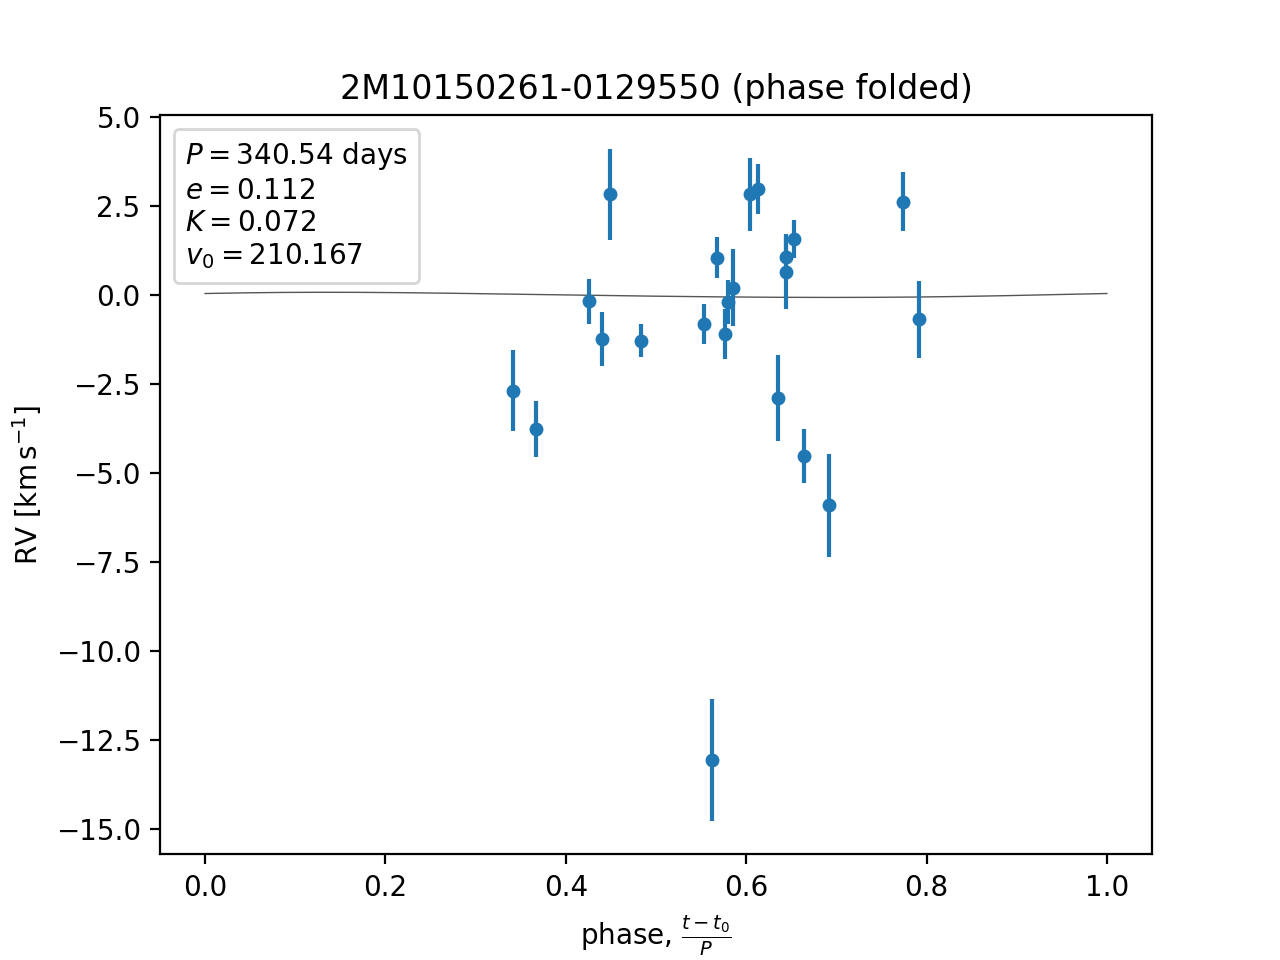 2M10150261-0129550 (phase folded)
P = 340.54 days
e = 0.112
K = 0.072
v₀ = 210.167
5.0
2.5
0.0
−2.5
−5.0
−7.5
−10.0
−12.5
−15.0
RV [km s⁻¹]
0.0 0.2 0.4 0.6 0.8 1.0
phase, (t − t₀)/P